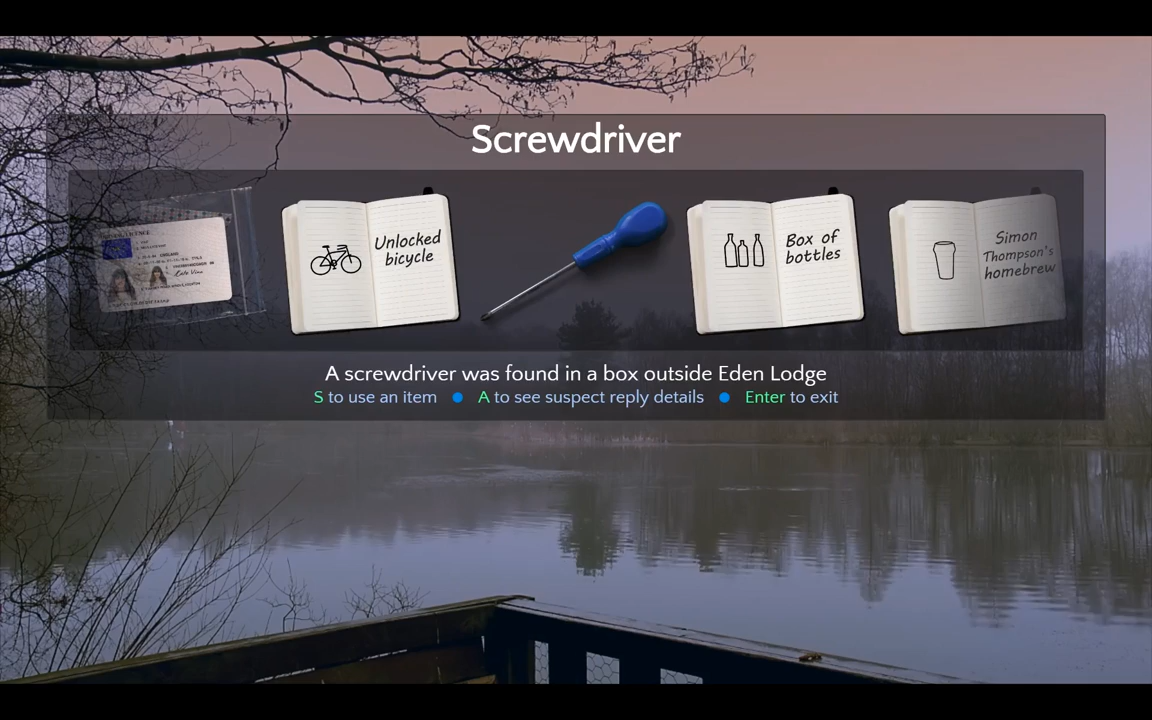 Screwdriver
ENGLAND
Unlocked
bicycle
Box of
bottles
Simon
Thompson's
homebrew
A screwdriver was found in a box outside Eden Lodge
S to use an item
A to see suspect reply details
Enter to exit